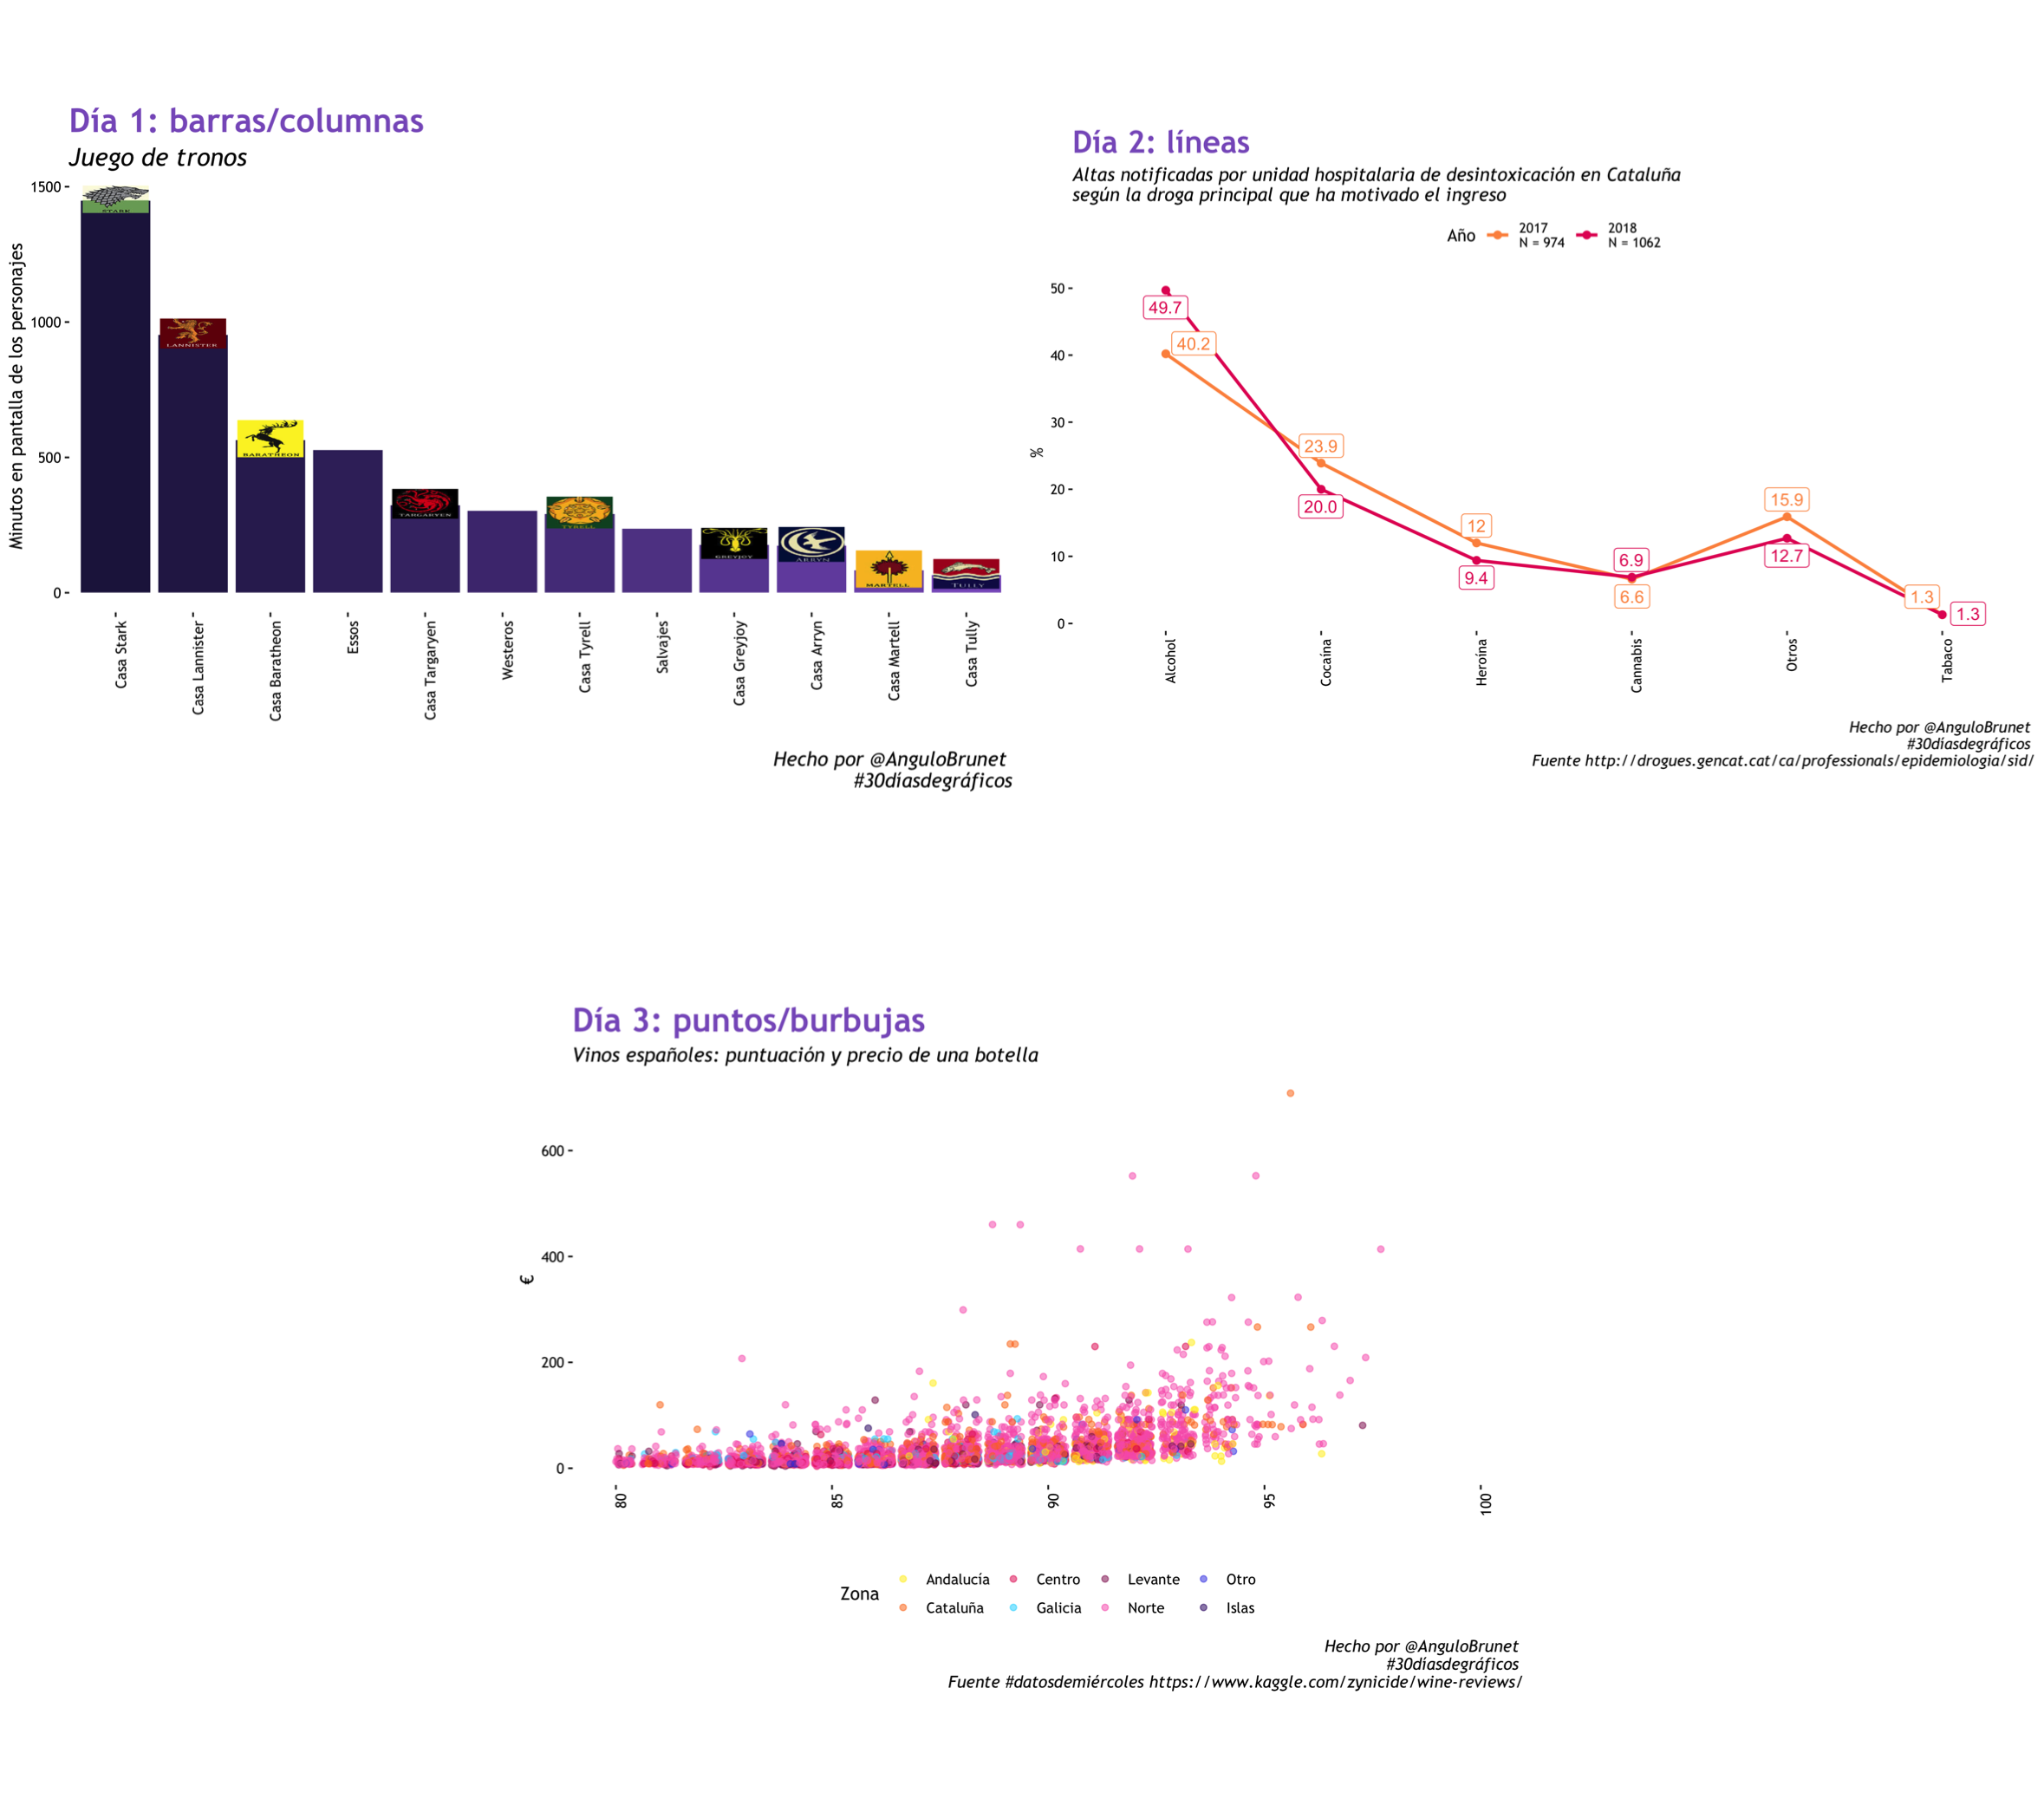 Día 1: barras/columnas
Juego de tronos
Minutos en pantalla de los personajes
1500
1000
500
0
STARK
LANNISTER
BARATHEON
TARGARYEN
TYRELL
GREYJOY
ARRYN
MARTELL
TULLY
Casa Stark
Casa Lannister
Casa Baratheon
Essos
Casa Targaryen
Westeros
Casa Tyrell
Salvajes
Casa Greyjoy
Casa Arryn
Casa Martell
Casa Tully
Hecho por @AnguloBrunet
#30díasdegráficos
Día 2: líneas
Altas notificadas por unidad hospitalaria de desintoxicación en Cataluña
según la droga principal que ha motivado el ingreso
Año
2017
N = 974
2018
N = 1062
%
50
40
30
20
10
0
49.7
40.2
23.9
20.0
12
9.4
6.9
6.6
15.9
12.7
1.3
1.3
Alcohol
Cocaína
Heroína
Cannabis
Otros
Tabaco
Hecho por @AnguloBrunet
#30díasdegráficos
Fuente http://drogues.gencat.cat/ca/professionals/epidemiologia/sid/
Día 3: puntos/burbujas
Vinos españoles: puntuación y precio de una botella
€
600
400
200
0
80
85
90
95
100
Zona
Andalucía
Centro
Levante
Otro
Cataluña
Galicia
Norte
Islas
Hecho por @AnguloBrunet
#30díasdegráficos
Fuente #datosdemiércoles https://www.kaggle.com/zynicide/wine-reviews/